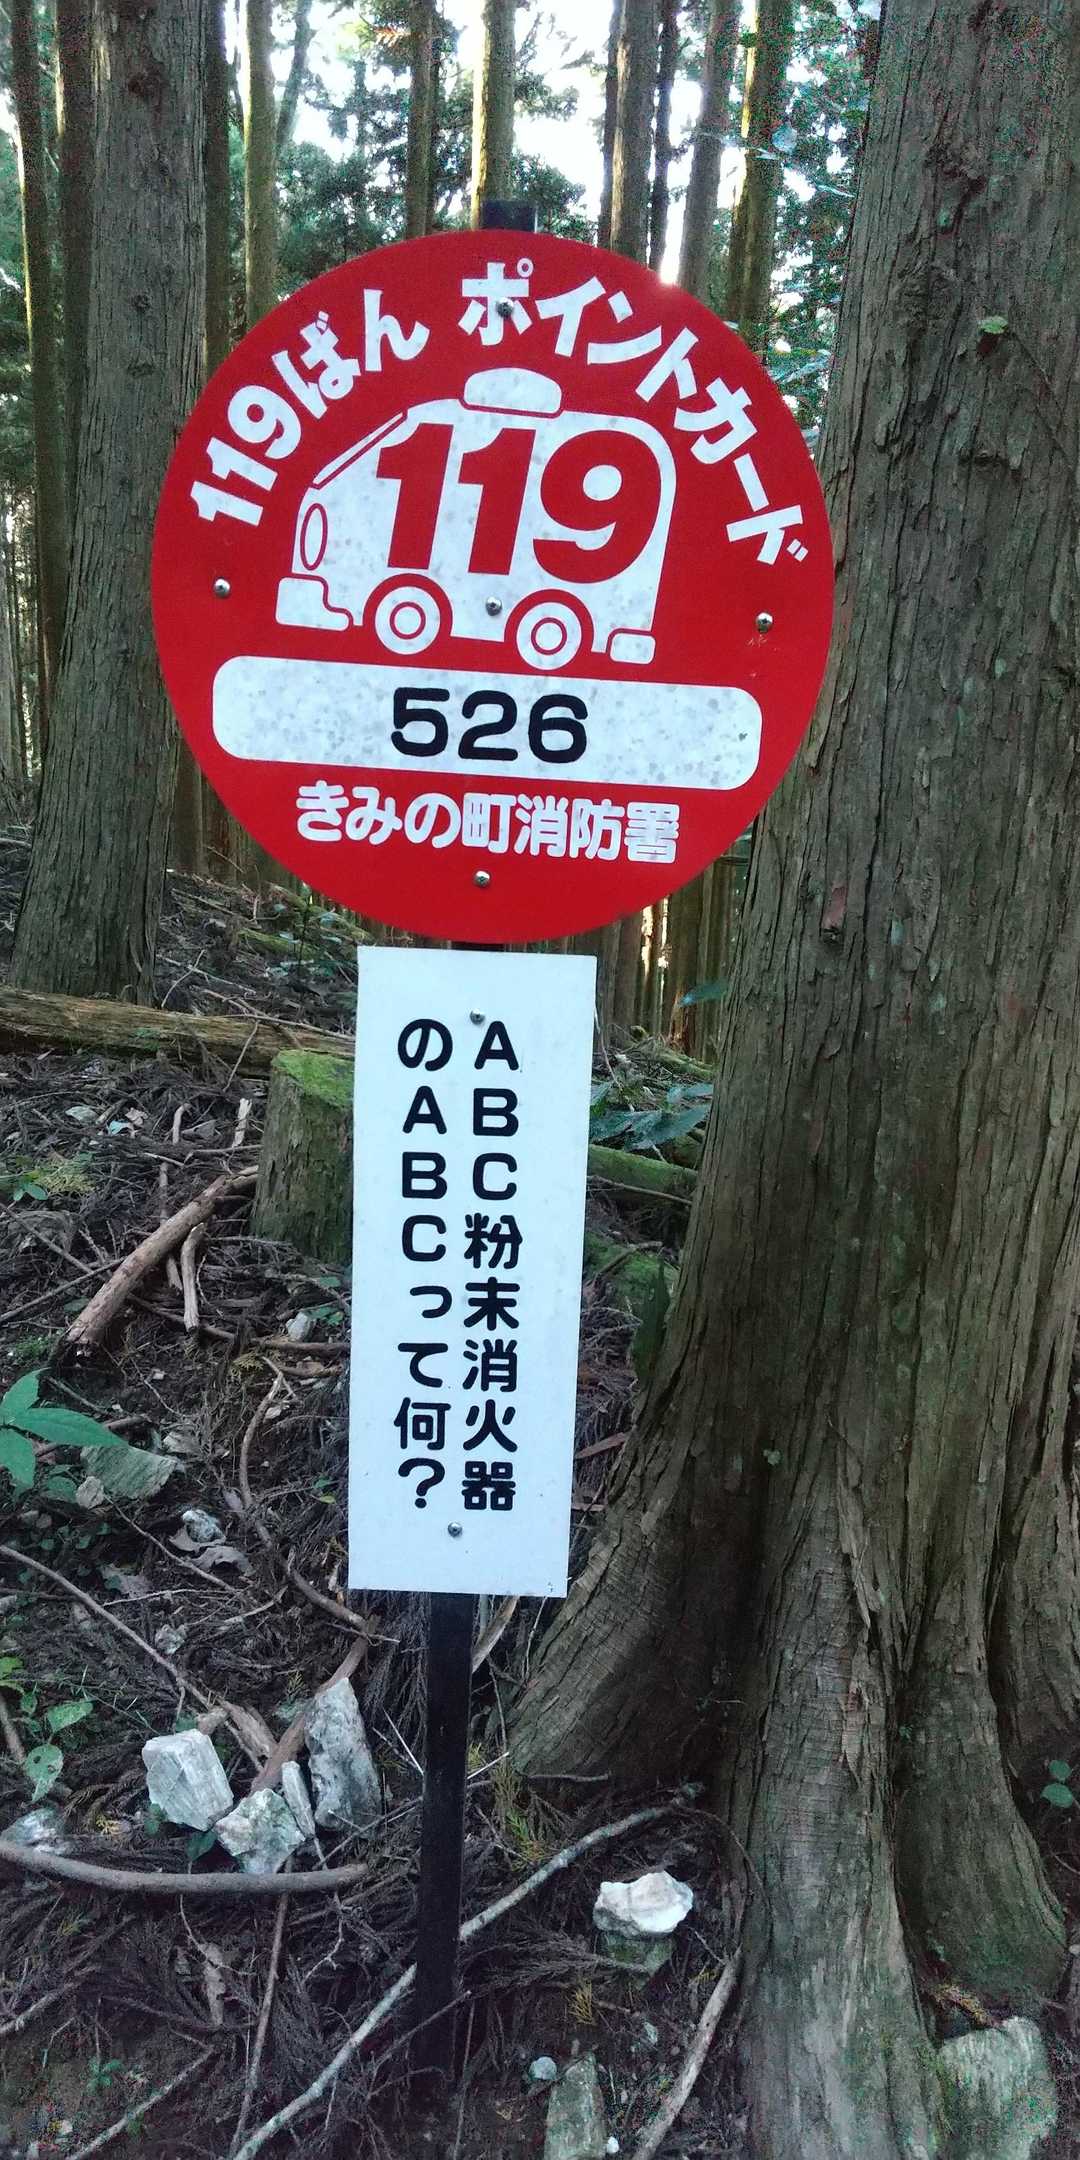 119ばん ポイントカード
119
526
きみの町消防署
ABC粉末消火器
のABCって何?